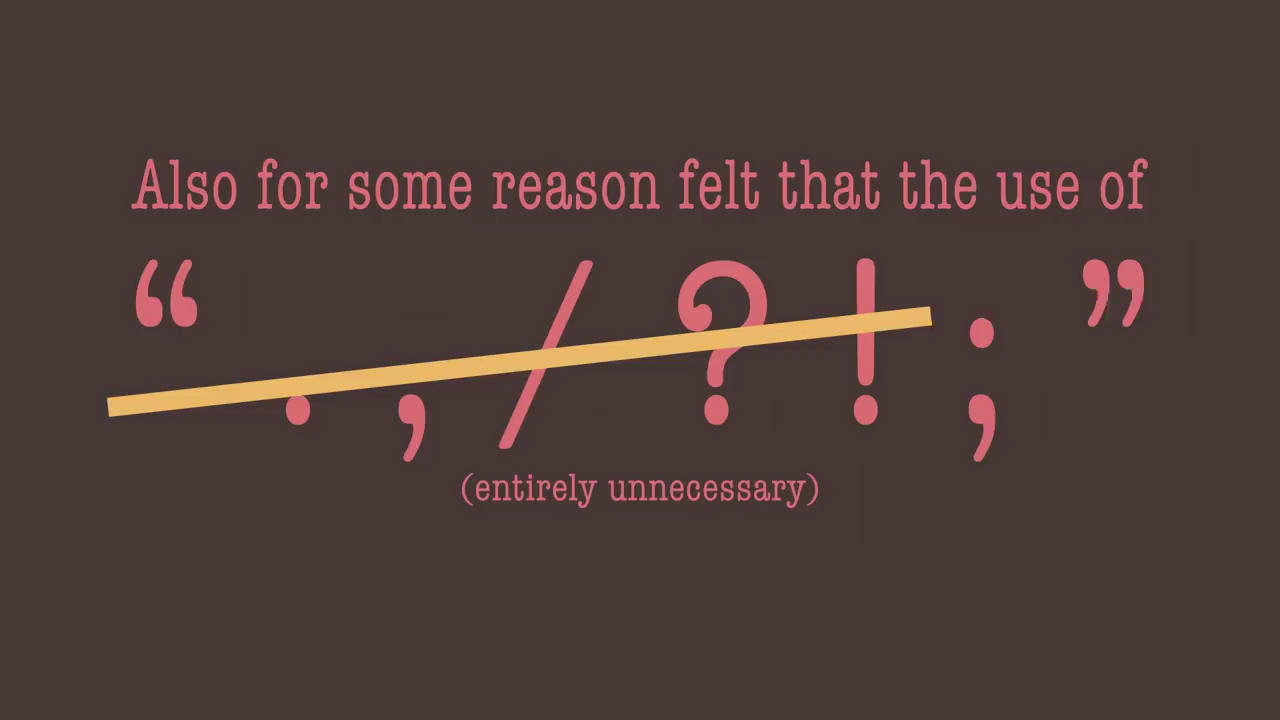 Also for some reason felt that the use of
“ . , / ? ! ; ”
(entirely unnecessary)